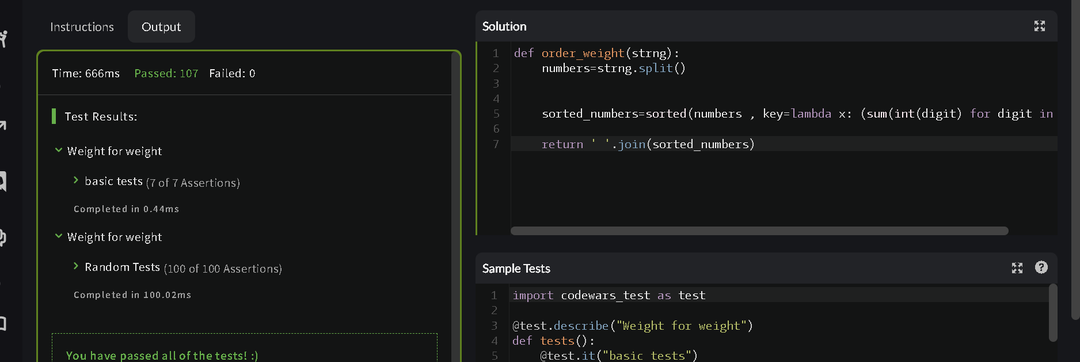 Instructions
Output
Time: 666ms Passed: 107 Failed: 0
Test Results:
Weight for weight
basic tests (7 of 7 Assertions)
Completed in 0.44ms
Weight for weight
Random Tests (100 of 100 Assertions)
Completed in 100.02ms
You have passed all of the tests! :)
Solution
1 def order_weight(strng):
2     numbers=strng.split()
3
4
5     sorted_numbers=sorted(numbers , key=lambda x: (sum(int(digit) for digit in
6
7     return ' '.join(sorted_numbers)
Sample Tests
?
1 import codewars_test as test
2
3 @test.describe("Weight for weight")
4 def tests():
5     @test.it("basic tests")